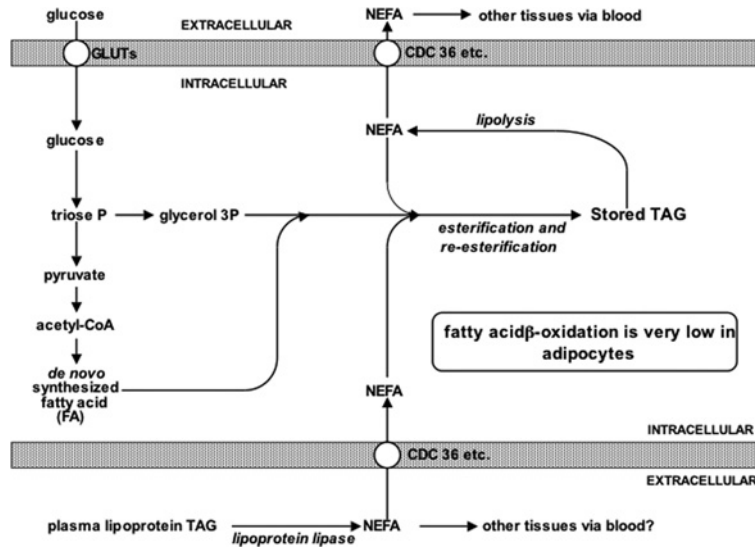 glucose
EXTRACELLULAR
NEFA
other tissues via blood
GLUTs
CDC 36 etc.
INTRACELLULAR
glucose
NEFA
lipolysis
triose P
glycerol 3P
Stored TAG
esterification and
re-esterification
pyruvate
acetyl-CoA
fatty acidβ-oxidation is very low in
adipocytes
de novo
synthesized
fatty acid
(FA)
NEFA
INTRACELLULAR
CDC 36 etc.
EXTRACELLULAR
plasma lipoprotein TAG
lipoprotein lipase
NEFA
other tissues via blood?